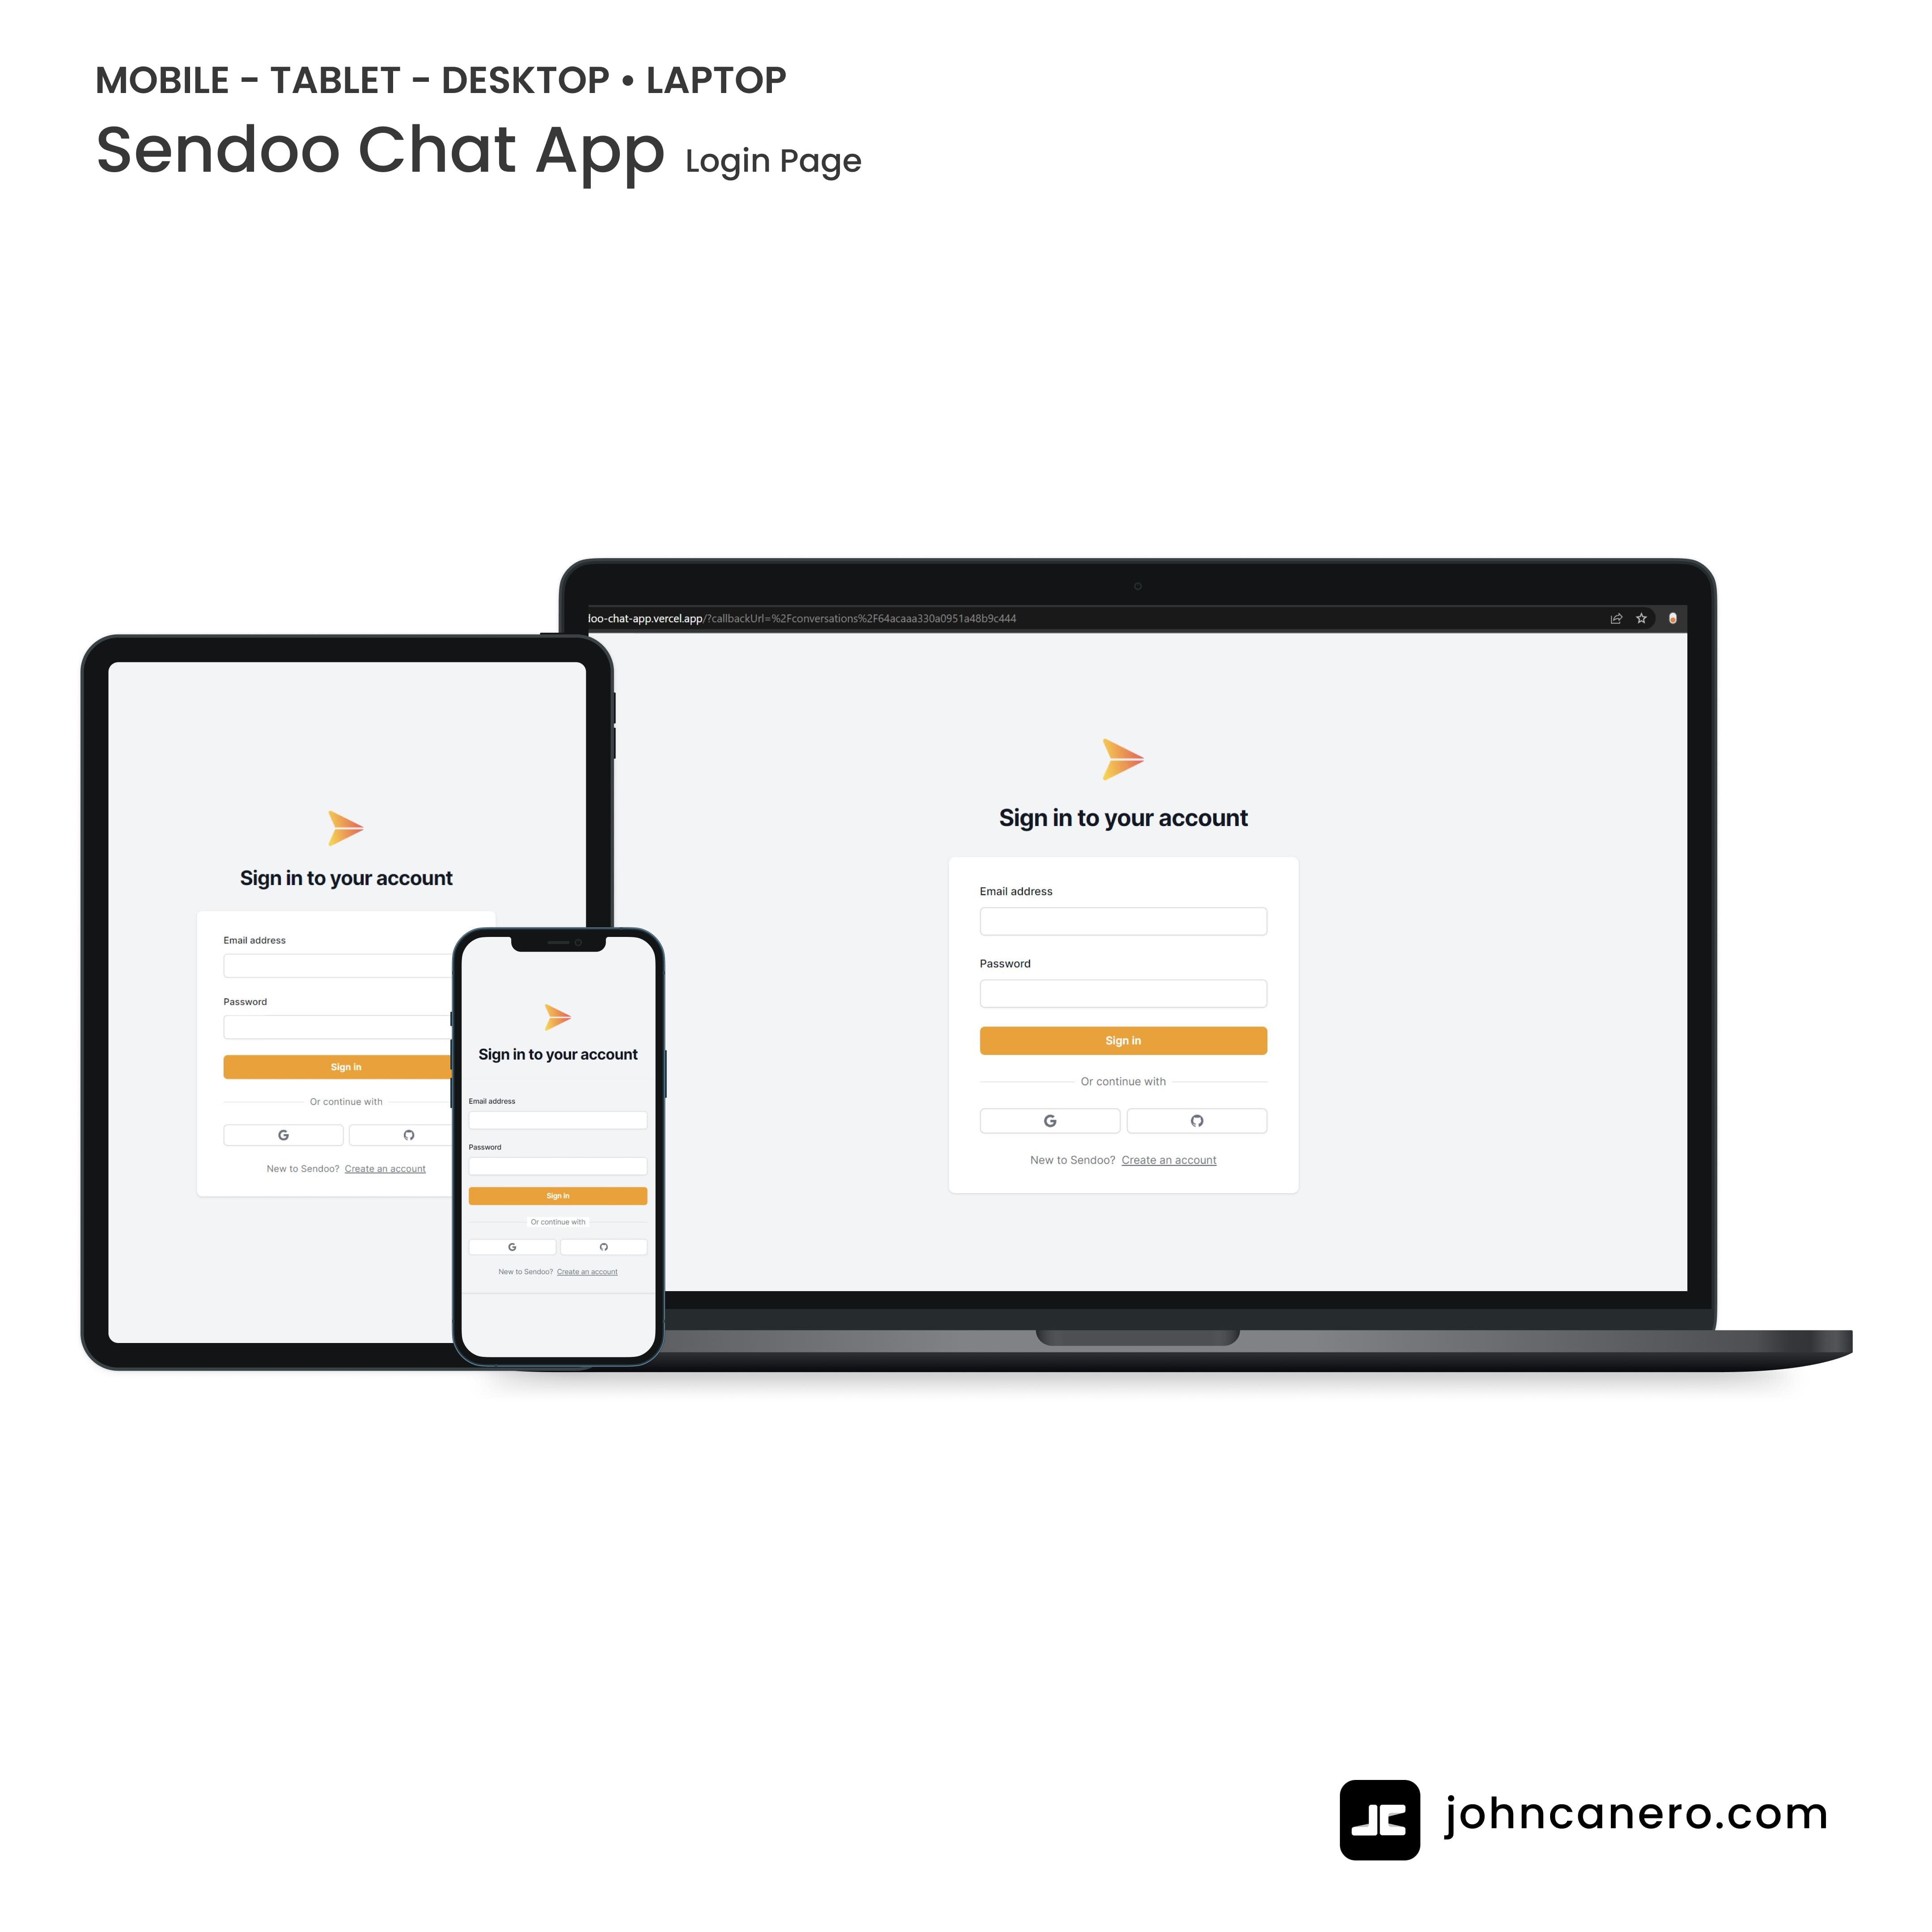 MOBILE - TABLET - DESKTOP • LAPTOP
Sendoo Chat App Login Page
loo-chat-app.vercel.app/?callbackUrl=%2Fconversations%2F64acaaa330a0951a48b9c444
Sign in to your account
Email address
Password
Sign in
Or continue with
G
New to Sendoo? Create an account
Sign in to your account
Email address
Password
Sign in
Or continue with
G
New to Sendoo? Create an account
Sign in to your account
Email address
Password
Sign in
Or continue with
G
New to Sendoo? Create an account
JC johncanero.com